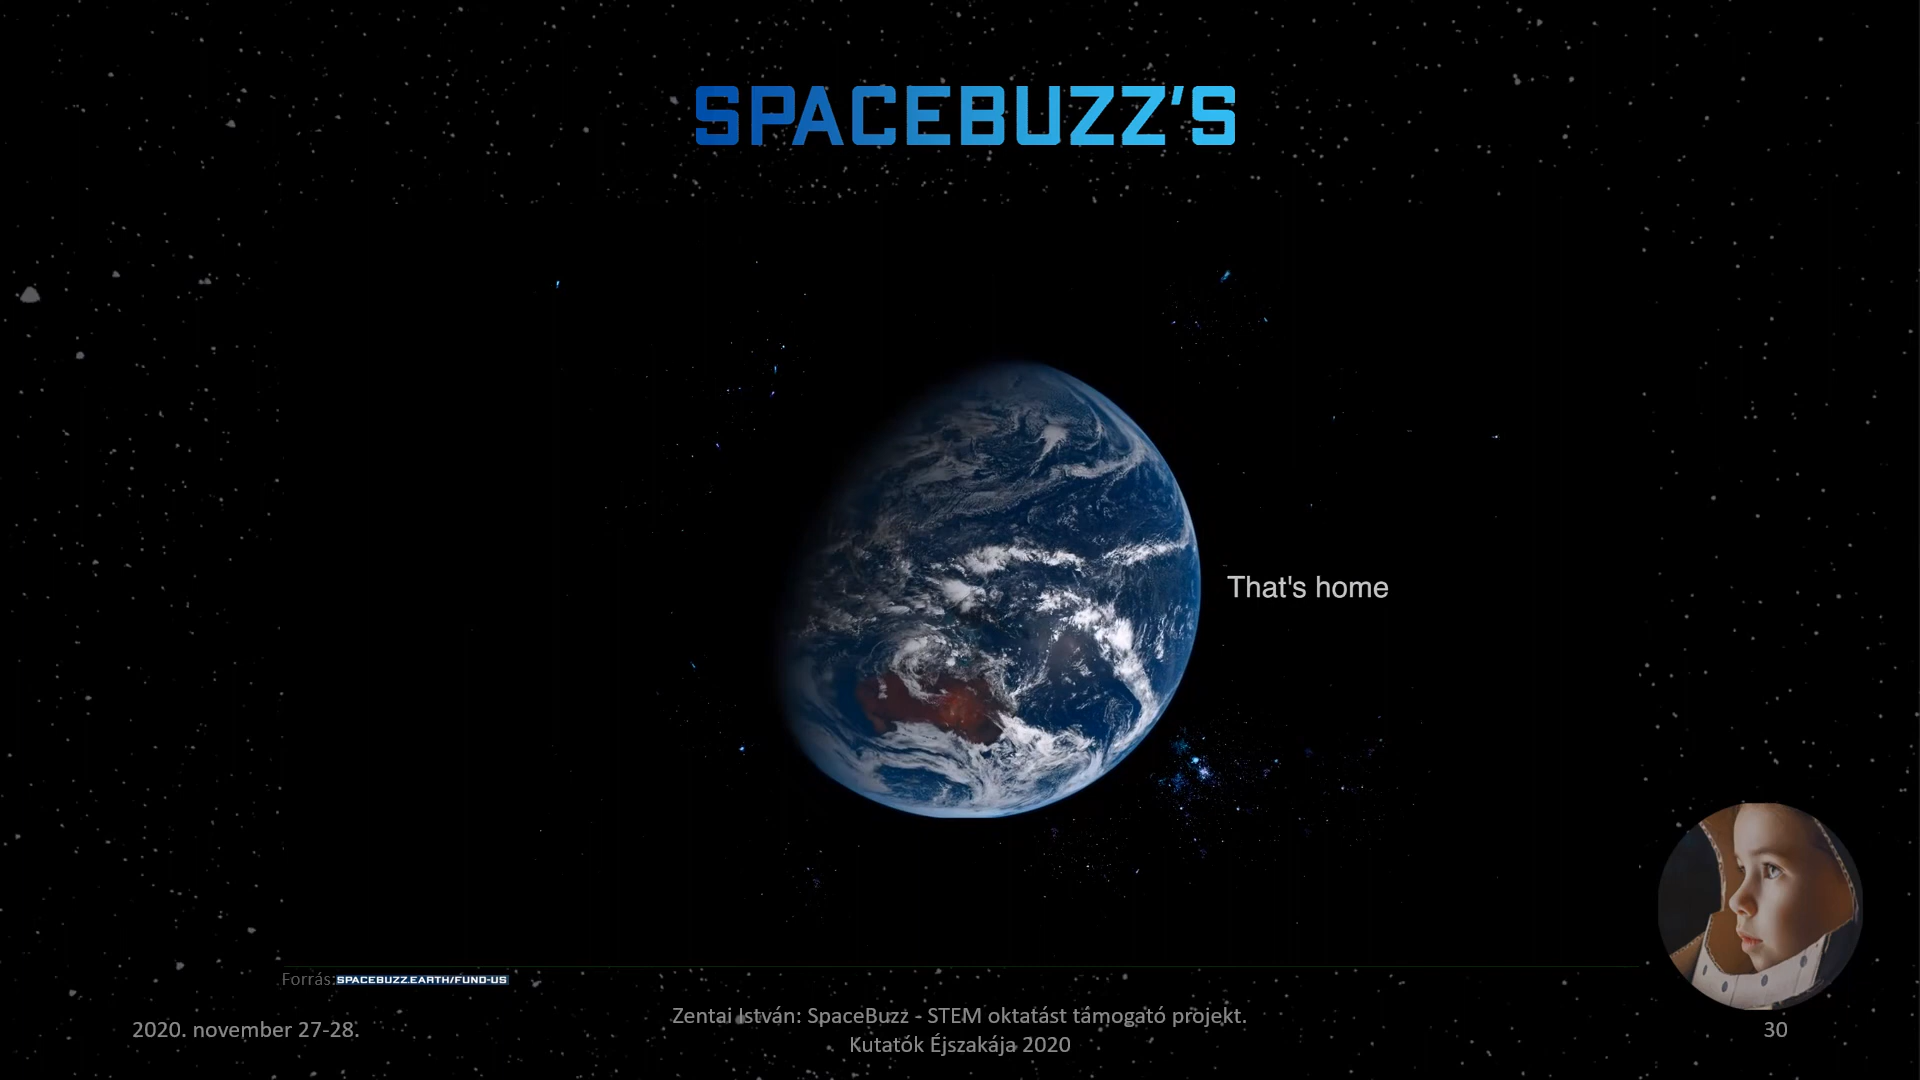 SPACEBUZZ'S
That's home
Forrás: SPACEBUZZ.EARTH/FUND-US
2020. november 27-28.
Zentai István: SpaceBuzz - STEM oktatást támogató projekt.
Kutatók Éjszakája 2020
30